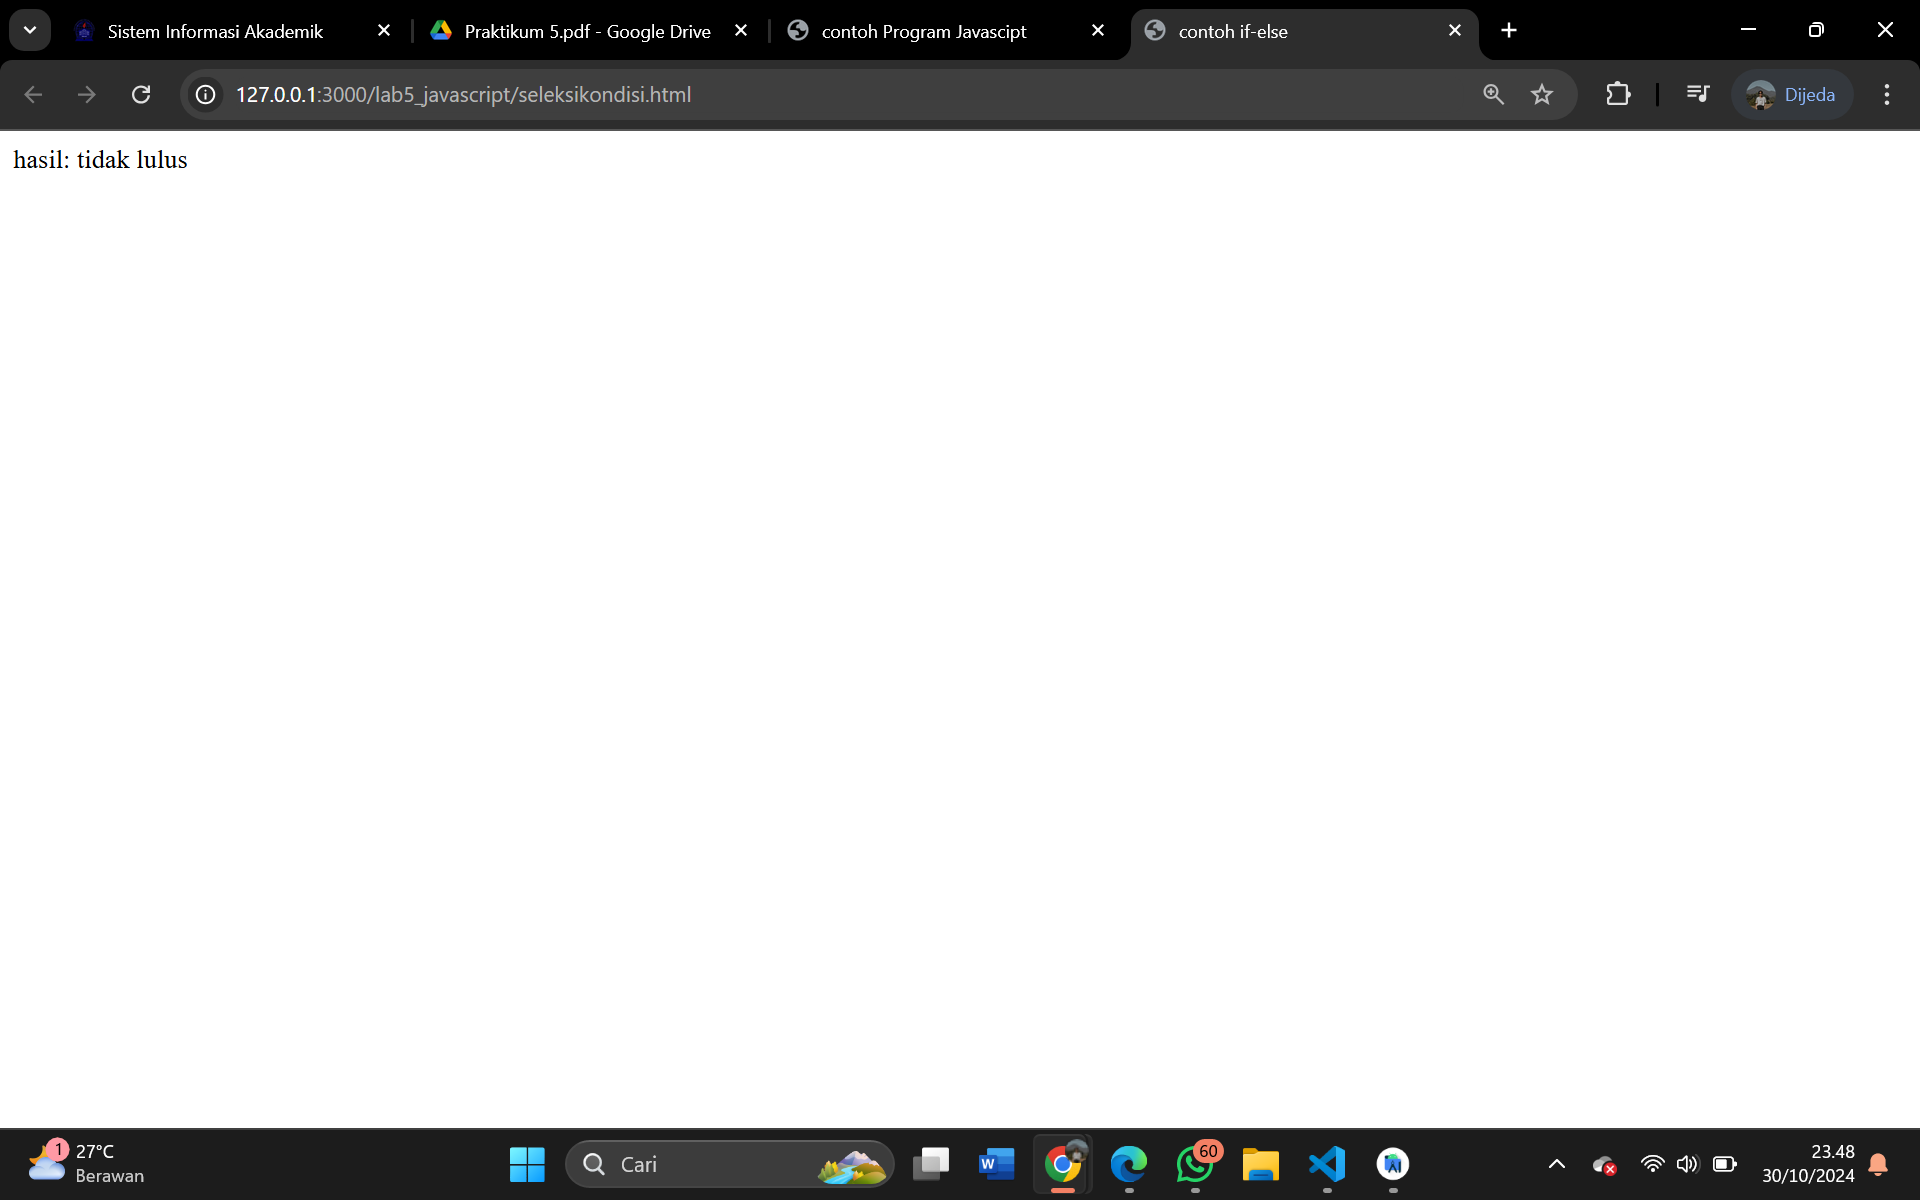 Sistem Informasi Akademik
Praktikum 5.pdf - Google Drive
contoh Program Javascipt
contoh if-else
127.0.0.1:3000/lab5_javascript/seleksikondisi.html
Dijeda
hasil: tidak lulus
1
27°C
Berawan
Cari
W
60
23.48
30/10/2024